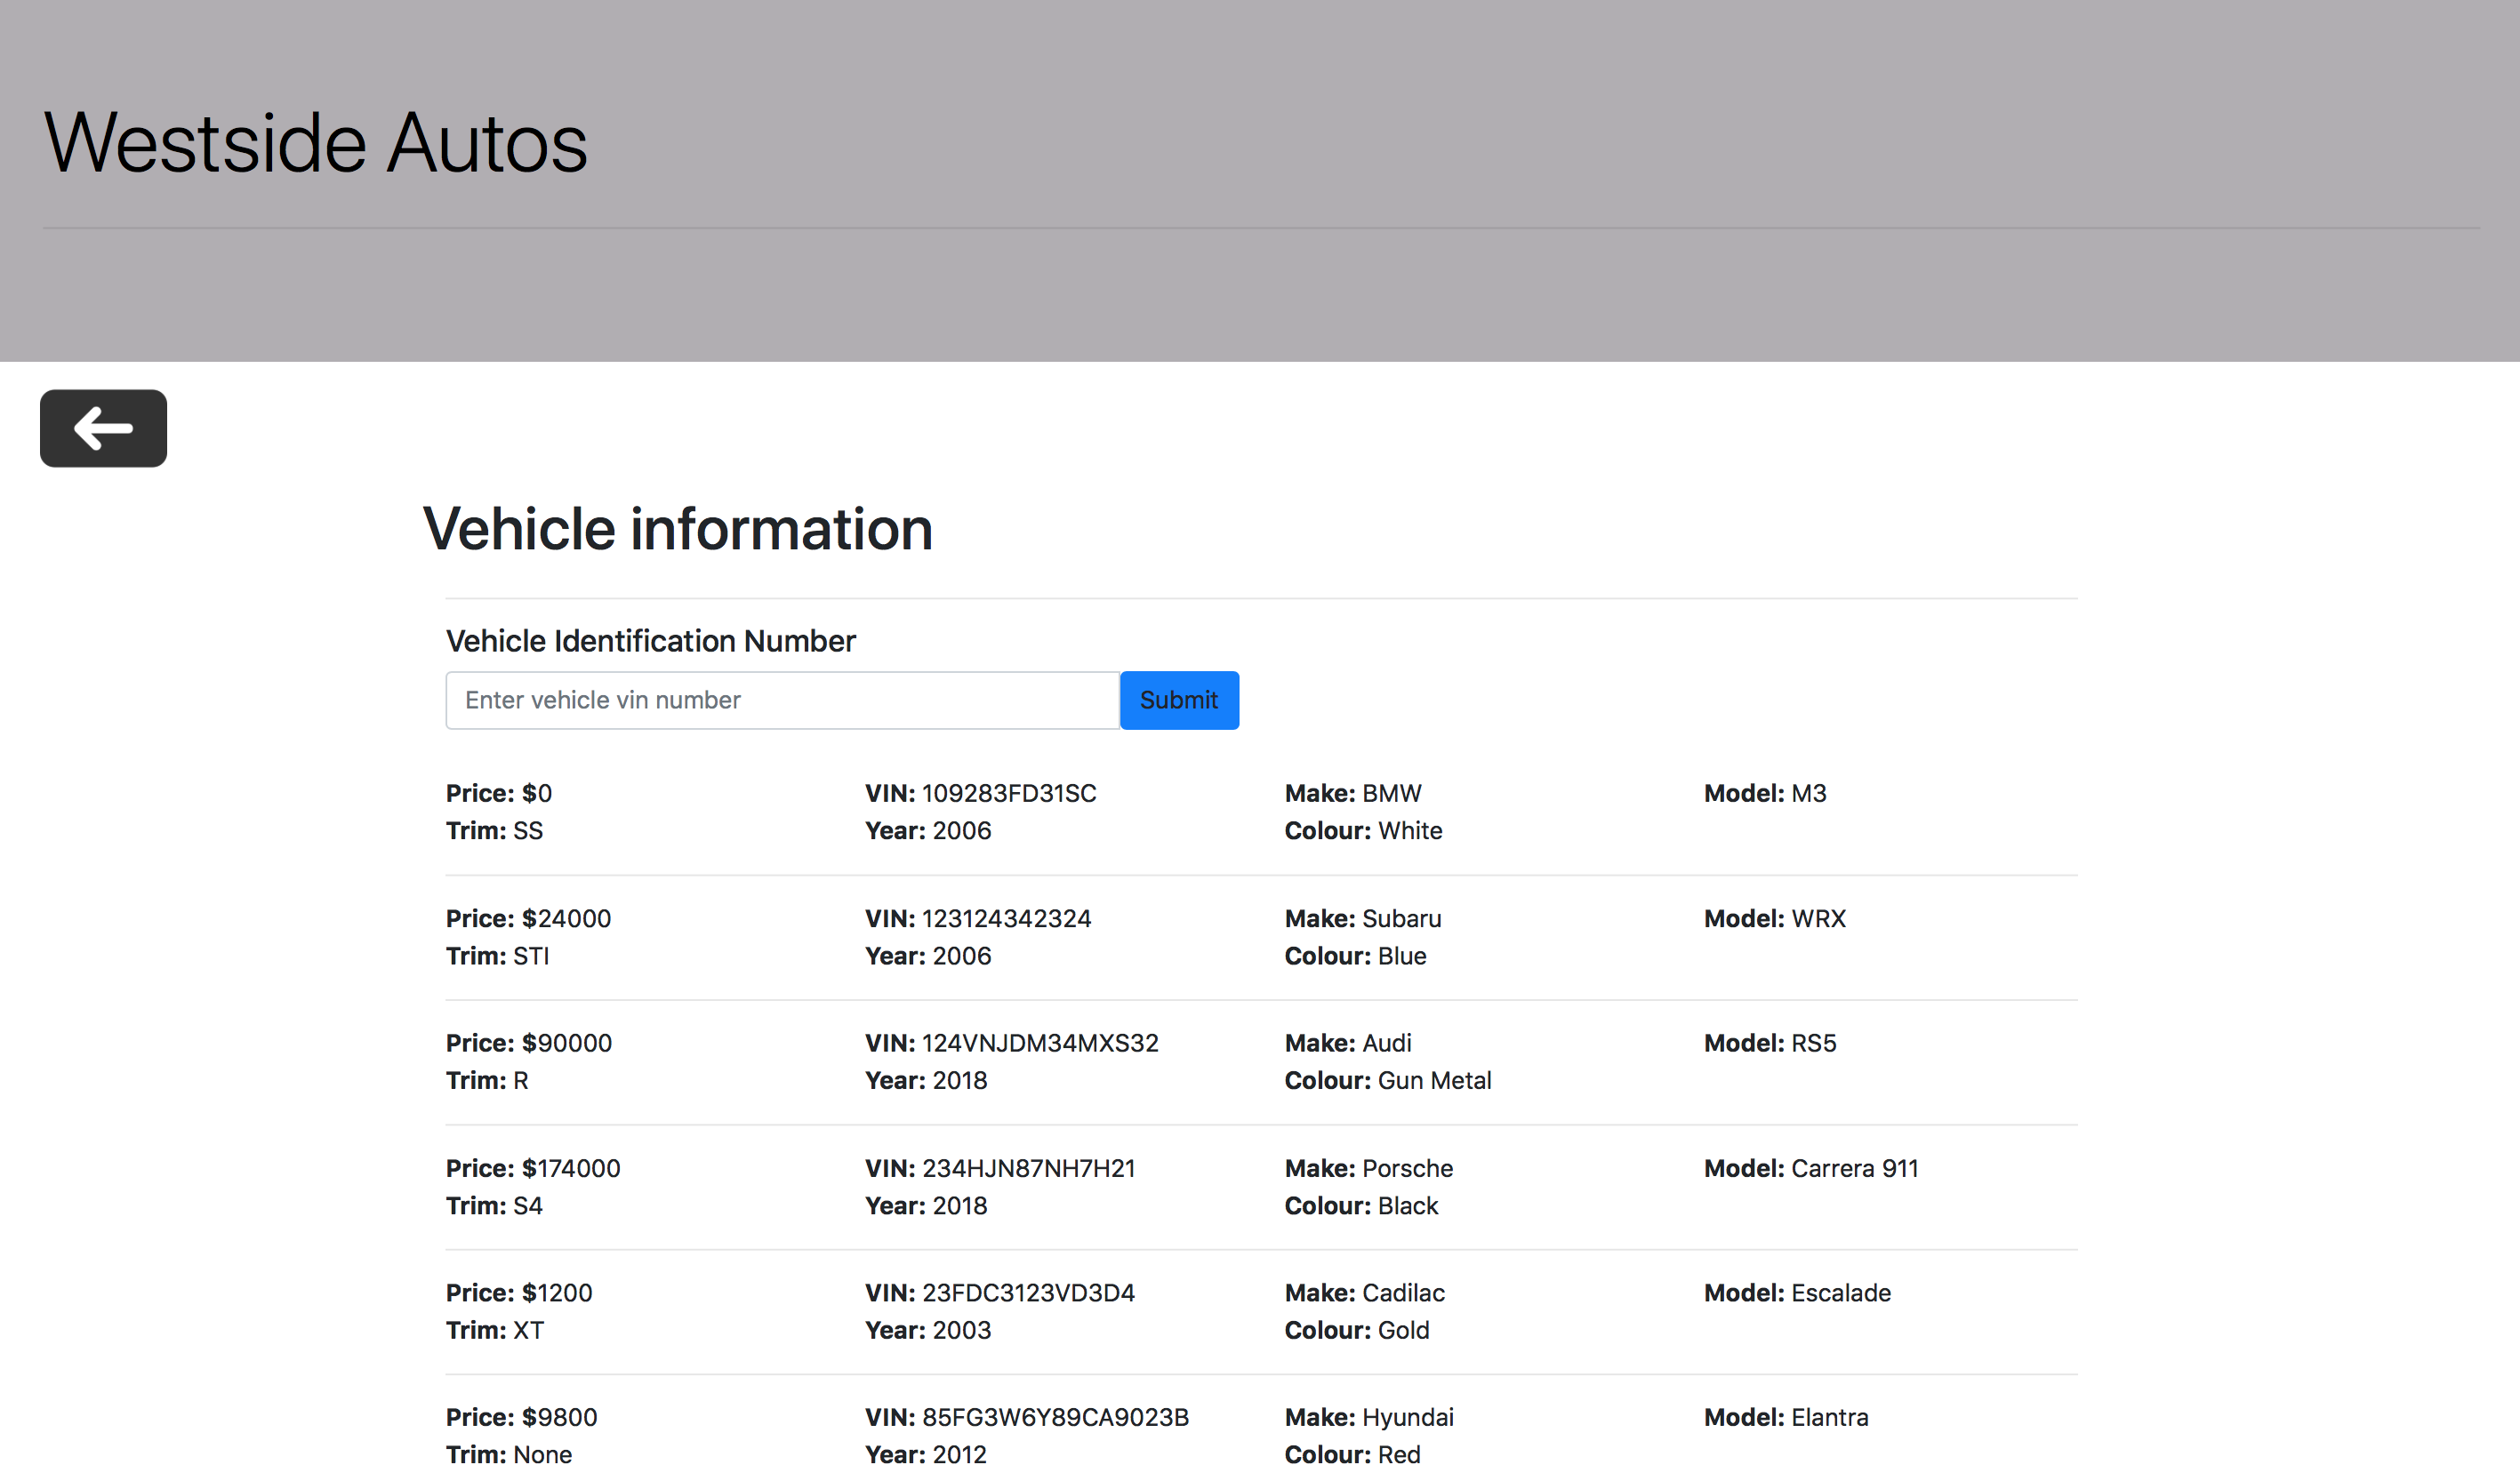 Westside Autos
Vehicle information
Vehicle Identification Number
Enter vehicle vin number Submit
Price: $0 VIN: 109283FD31SC Make: BMW Model: M3
Trim: SS Year: 2006 Colour: White
Price: $24000 VIN: 123124342324 Make: Subaru Model: WRX
Trim: STI Year: 2006 Colour: Blue
Price: $90000 VIN: 124VNJDM34MXS32 Make: Audi Model: RS5
Trim: R Year: 2018 Colour: Gun Metal
Price: $174000 VIN: 234HJN87NH7H21 Make: Porsche Model: Carrera 911
Trim: S4 Year: 2018 Colour: Black
Price: $1200 VIN: 23FDC3123VD3D4 Make: Cadilac Model: Escalade
Trim: XT Year: 2003 Colour: Gold
Price: $9800 VIN: 85FG3W6Y89CA9023B Make: Hyundai Model: Elantra
Trim: None Year: 2012 Colour: Red